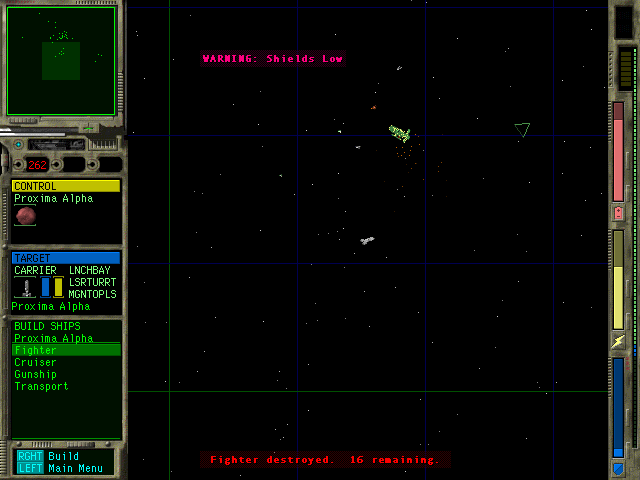 WARNING: Shields Low
262
CONTROL
Proxima Alpha
TARGET
CARRIER LNCHBAY
LSRTURRT
MGNTOPLS
Proxima Alpha
BUILD SHIPS
Proxima Alpha
Fighter
Cruiser
Gunship
Transport
RGHT Build
LEFT Main Menu
Fighter destroyed. 16 remaining.